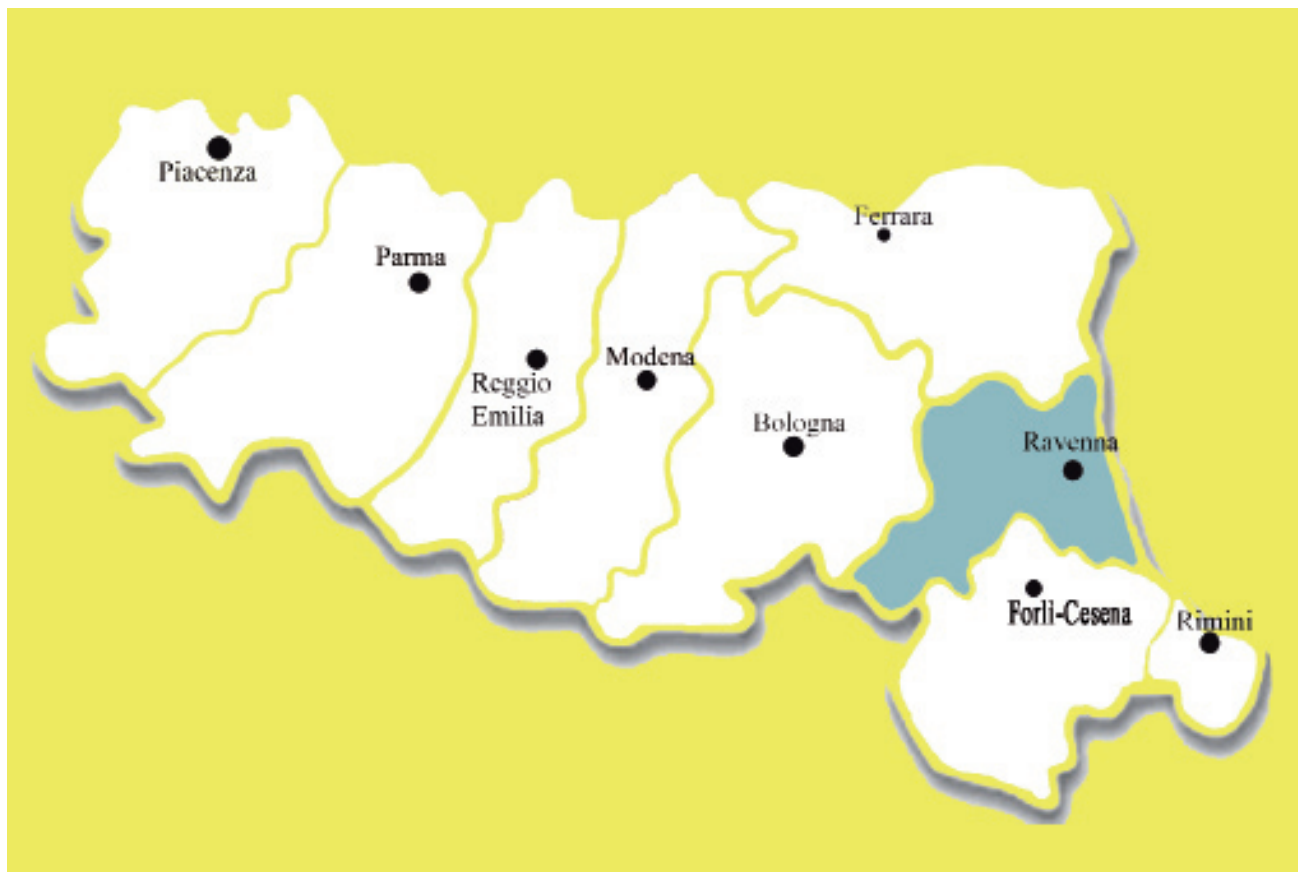 Piacenza
Ferrara
Parma
Modena
Reggio
Emilia
Bologna
Ravenna
Forlì-Cesena
Rimini